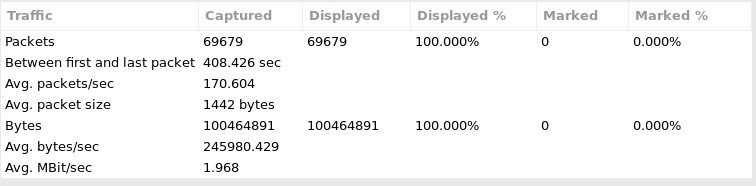 Traffic Captured Displayed Displayed % Marked Marked %
Packets 69679 69679 100.000% 0 0.000%
Between first and last packet 408.426 sec
Avg. packets/sec 170.604
Avg. packet size 1442 bytes
Bytes 100464891 100464891 100.000% 0 0.000%
Avg. bytes/sec 245980.429
Avg. MBit/sec 1.968